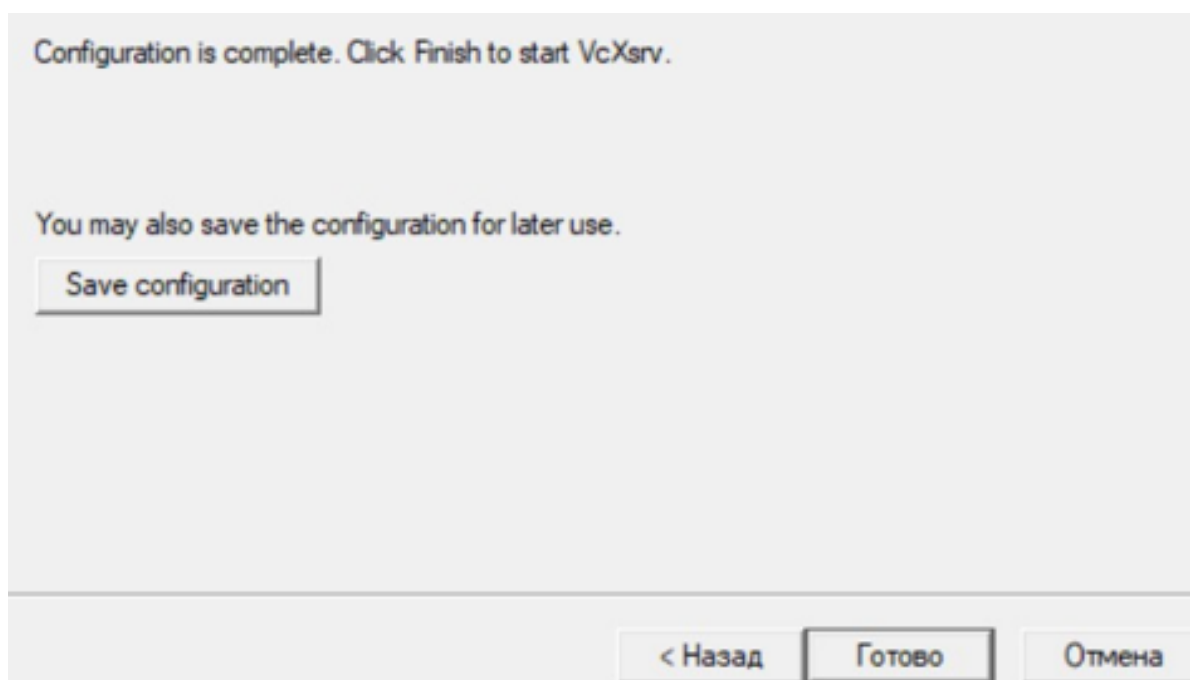 Configuration is complete. Click Finish to start VcXsrv.
You may also save the configuration for later use.
Save configuration
< Назад Готово Отмена